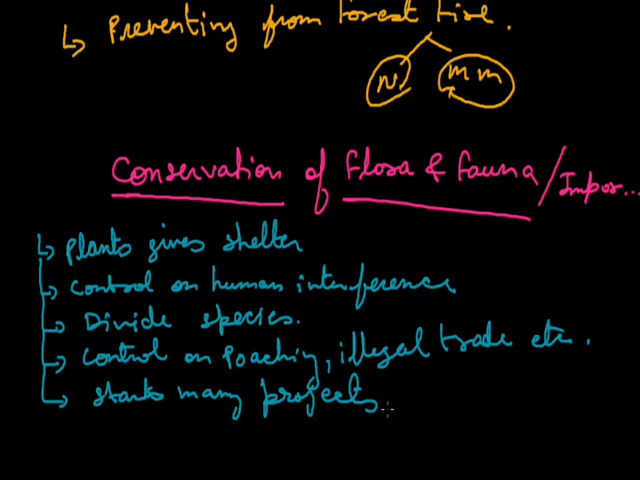 ↳ Preventing from forest fire.
N. mm
Conservation of Flora & Fauna/Impor...
↳ Plants gives shelter
↳ Control on human interference
↳ Divide species.
↳ Control on Poaching, illegal trade etc.
↳ starts many projects